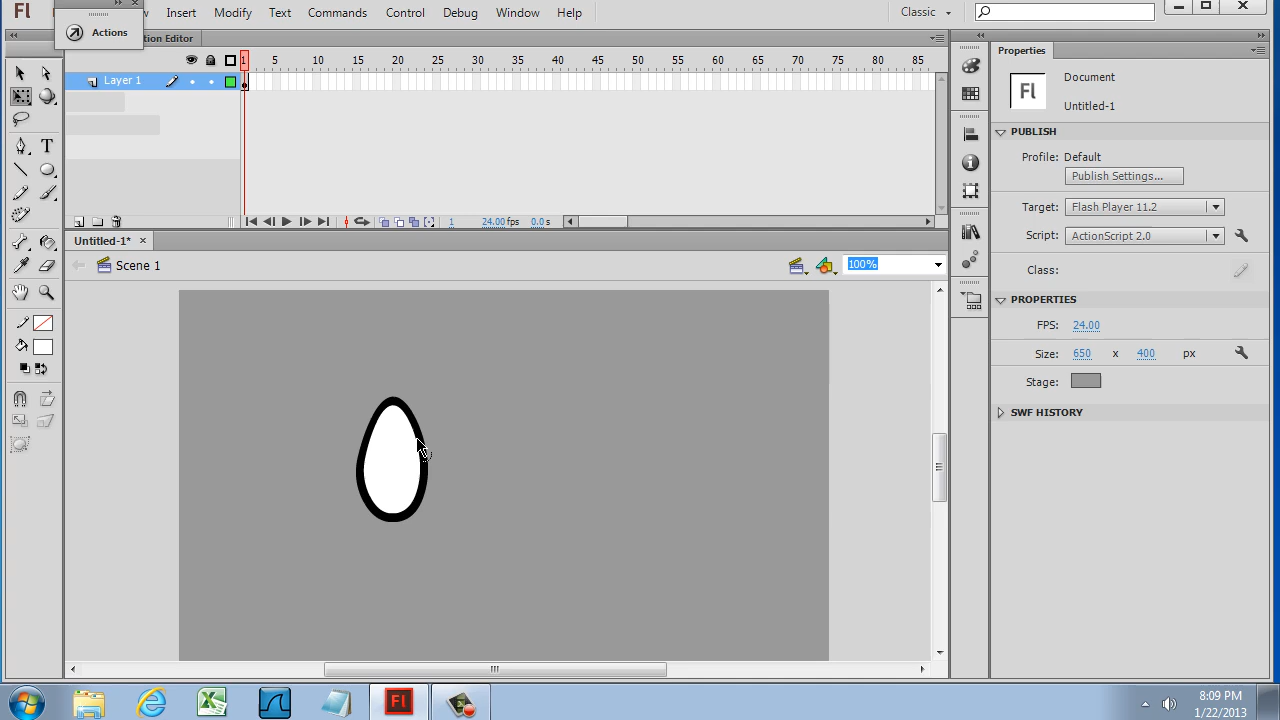 Fl
Insert Modify Text Commands Control Debug Window Help
Classic
Actions
tion Editor
1 5 10 15 20 25 30 35 40 45 50 55 60 65 70 75 80 85
Layer 1
1 24.00 fps 0.0 s
Untitled-1*
Scene 1
100%
Properties
Fl
Document
Untitled-1
PUBLISH
Profile: Default
Publish Settings...
Target: Flash Player 11.2
Script: ActionScript 2.0
Class:
PROPERTIES
FPS: 24.00
Size: 650 x 400 px
Stage:
SWF HISTORY
Fl
8:09 PM
1/22/2013